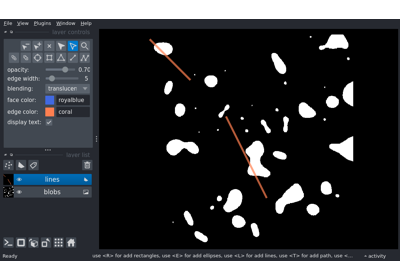 File View Plugins Window Help
layer controls
opacity: 0.70
edge width: 5
blending: translucen
face color: royalblue
edge color: coral
display text:
layer list
lines
blobs
Ready use <R> for add rectangles, use <E> for add ellipses, use <L> for add lines, use <T> for add path, use <... activity